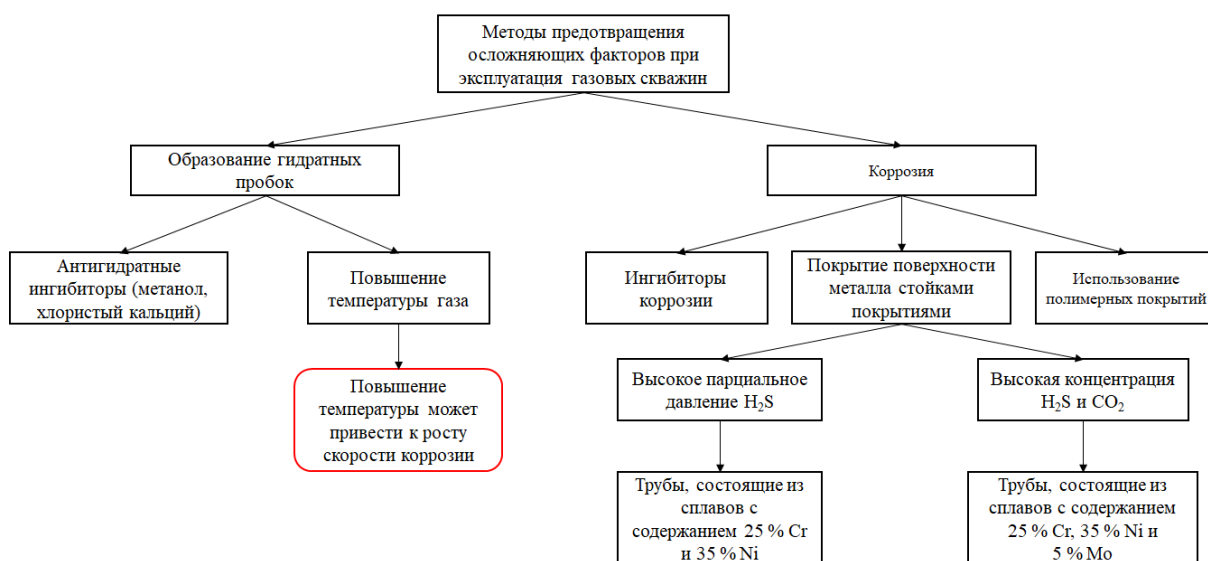 Методы предотвращения
осложняющих факторов при
эксплуатация газовых скважин
Образование гидратных
пробок
Коррозия
Антигидратные
ингибиторы (метанол,
хлористый кальций)
Повышение
температуры газа
Ингибиторы
коррозии
Покрытие поверхности
металла стойками
покрытиями
Использование
полимерных покрытий
Повышение
температуры может
привести к росту
скорости коррозии
Высокое парциальное
давление H₂S
Высокая концентрация
H₂S и CO₂
Трубы, состоящие из
сплавов с
содержанием 25 % Cr
и 35 % Ni
Трубы, состоящие из
сплавов с содержанием
25 % Cr, 35 % Ni и
5 % Mo